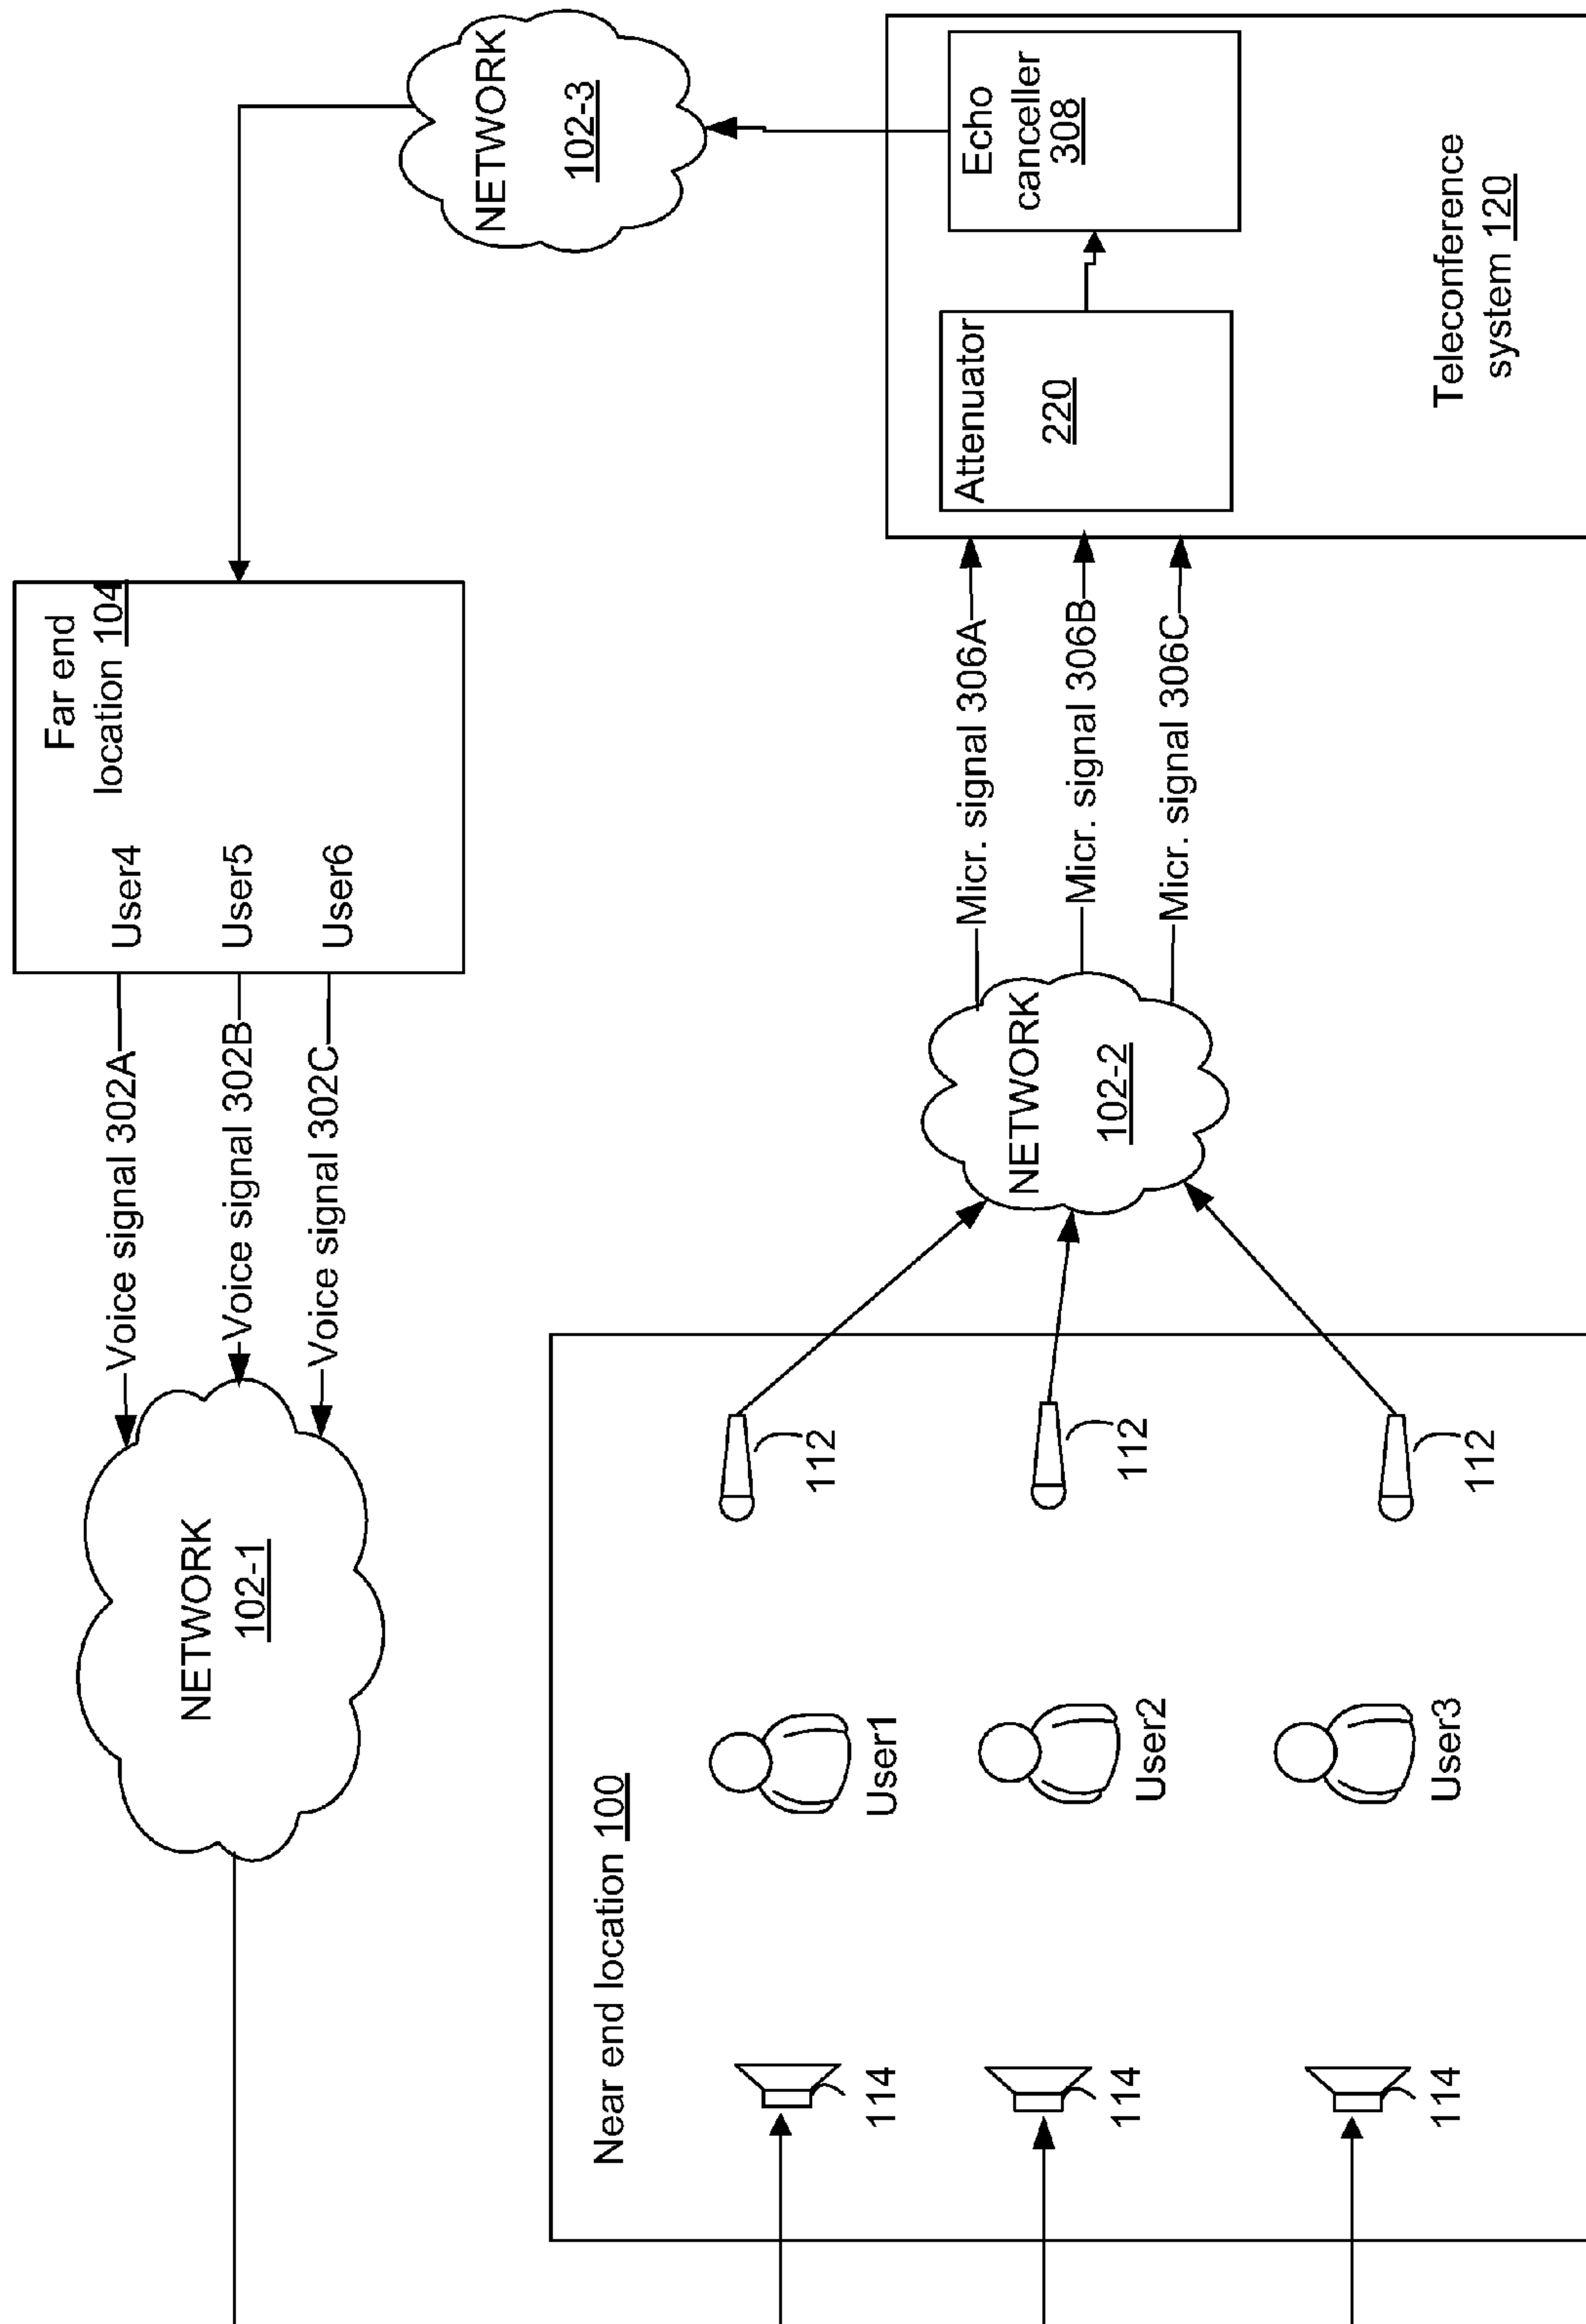 Far end
location 104
User4
User5
User6
Voice signal 302A
Voice signal 302B
Voice signal 302C
NETWORK
102-1
NETWORK
102-3
Near end location 100
114
114
114
User1
User2
User3
112
112
112
NETWORK
102-2
Micr. signal 306A
Micr. signal 306B
Micr. signal 306C
Attenuator
220
Echo
canceller
308
Teleconference
system 120